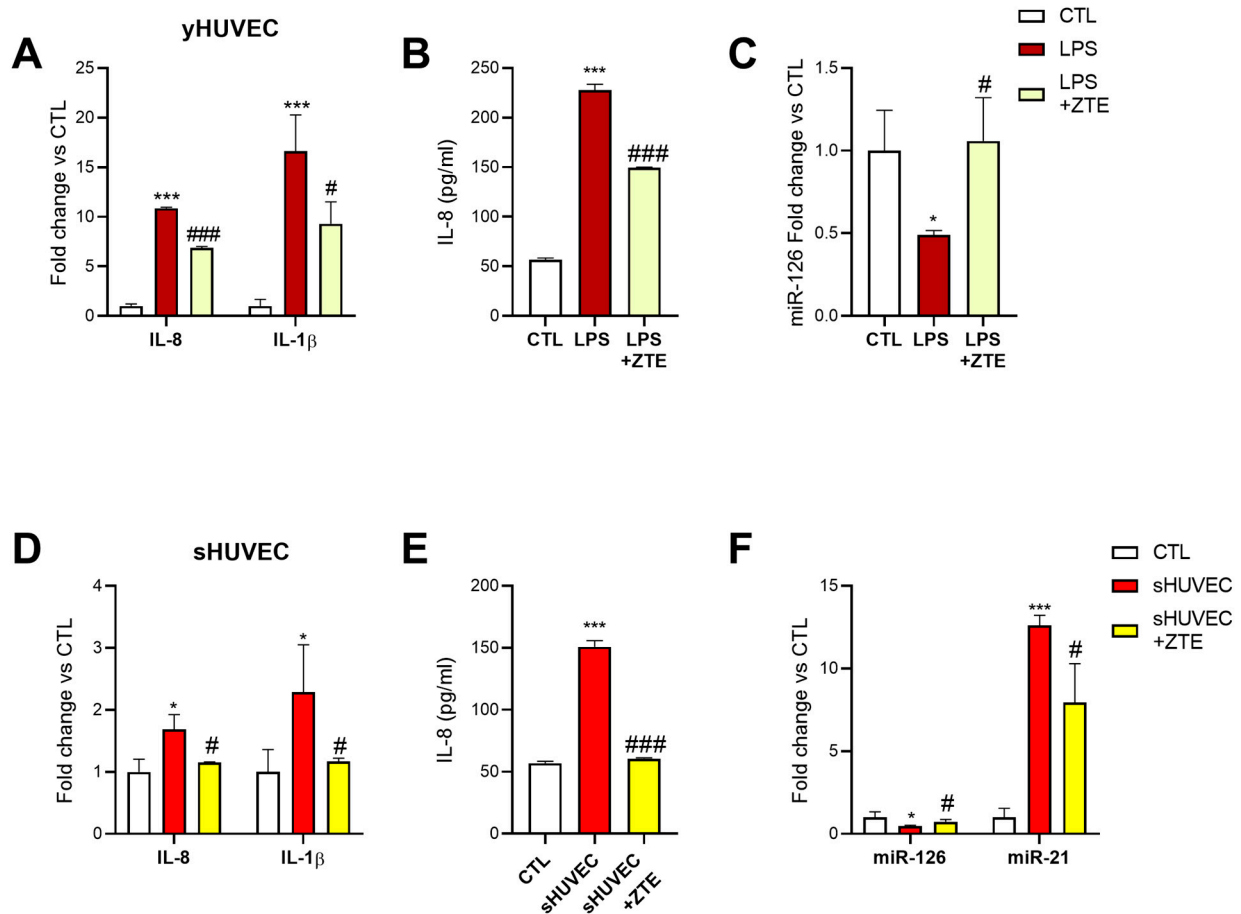 yHUVEC
A
Fold change vs CTL
25
20
15
10
5
0
***
###
***
#
IL-8
IL-1β
B
IL-8 (pg/ml)
250
200
150
100
50
0
***
###
CTL
LPS
LPS
+ZTE
C
miR-126 Fold change vs CTL
1.5
1.0
0.5
0.0
*
#
CTL
LPS
LPS
+ZTE
CTL
LPS
LPS
+ZTE
D
sHUVEC
Fold change vs CTL
4
3
2
1
0
*
#
*
#
IL-8
IL-1β
E
IL-8 (pg/ml)
200
150
100
50
0
***
###
CTL
sHUVEC
sHUVEC
+ZTE
F
Fold change vs CTL
15
10
5
0
*
#
***
#
miR-126
miR-21
CTL
sHUVEC
sHUVEC
+ZTE